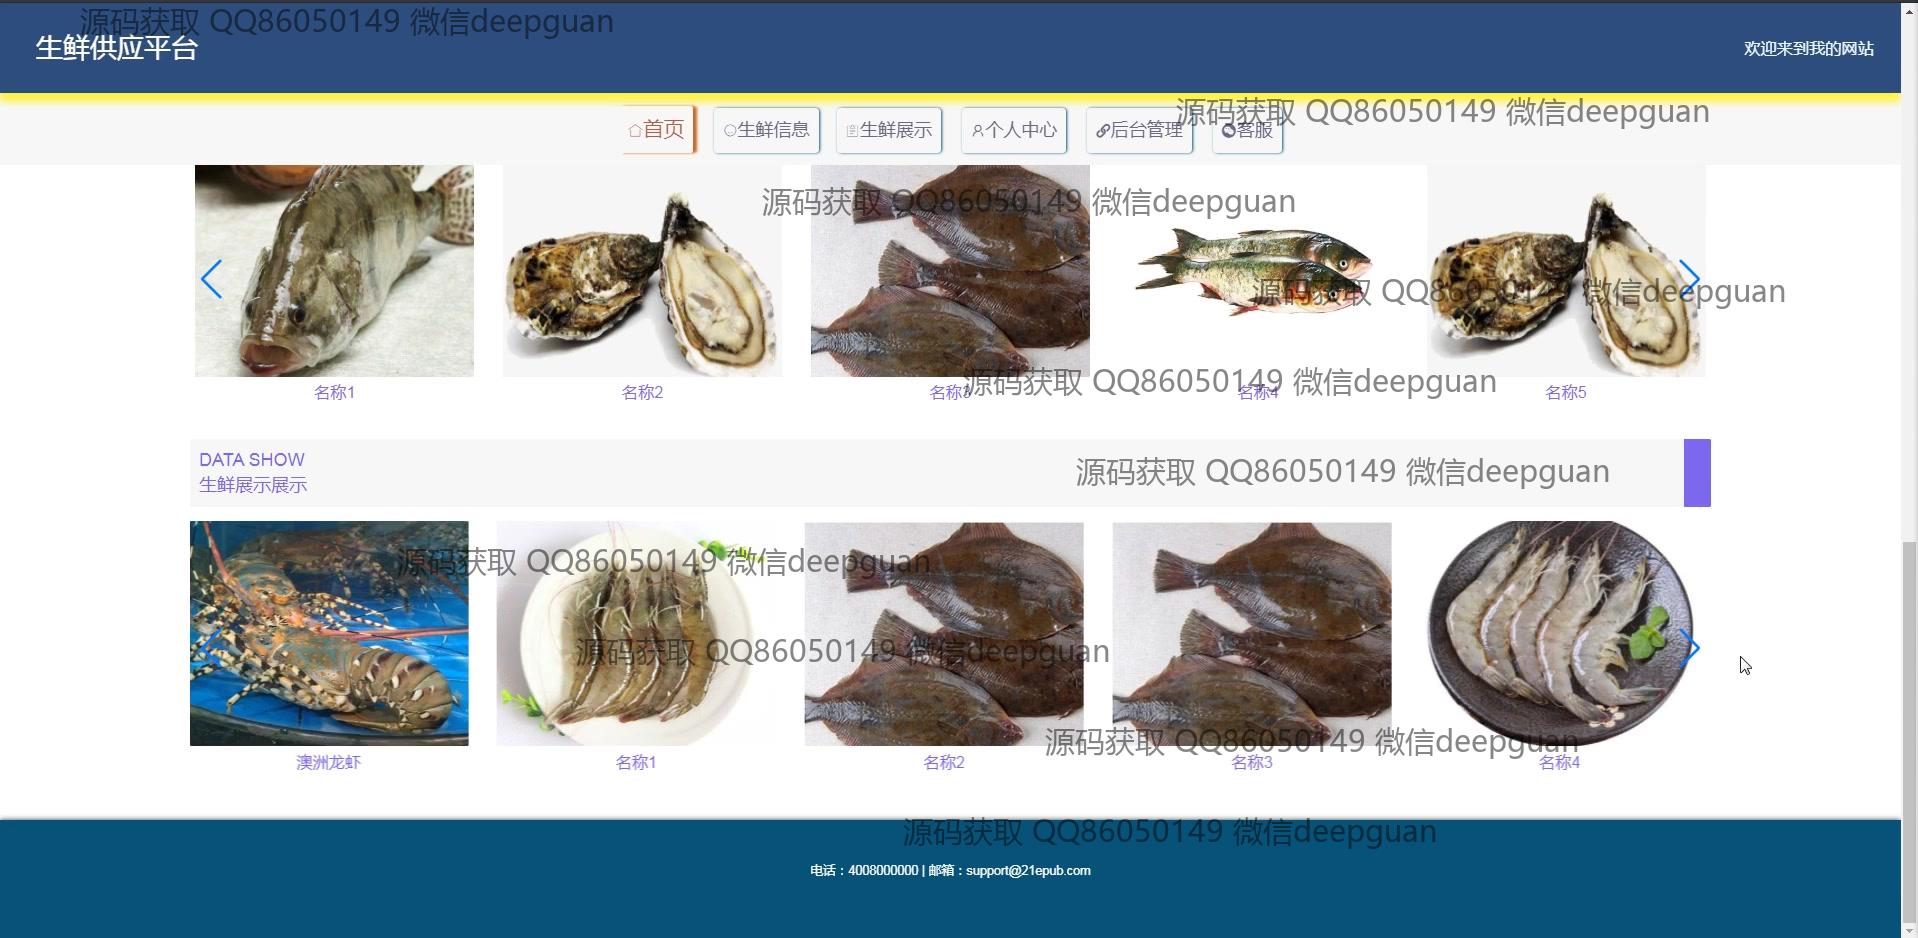 源码获取 QQ86050149 微信deepguan
生鲜供应平台
欢迎来到我的网站
首页 生鲜信息 生鲜展示 个人中心 后台管理 客服
源码获取 QQ86050149 微信deepguan
源码获取 QQ86050149 微信deepguan
源码获取 QQ86050149 微信deepguan
源码获取 QQ86050149 微信deepguan
名称1 名称2 名称3 名称4 名称5
DATA SHOW
生鲜展示展示
源码获取 QQ86050149 微信deepguan
源码获取 QQ86050149 微信deepguan
源码获取 QQ86050149 微信deepguan
源码获取 QQ86050149 微信deepguan
澳洲龙虾 名称1 名称2 名称3 名称4
源码获取 QQ86050149 微信deepguan
电话：4008000000 | 邮箱：support@21epub.com